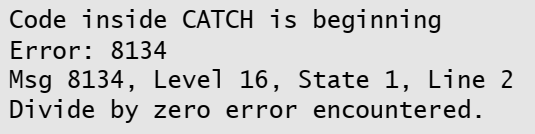 Code inside CATCH is beginning
Error: 8134
Msg 8134, Level 16, State 1, Line 2
Divide by zero error encountered.